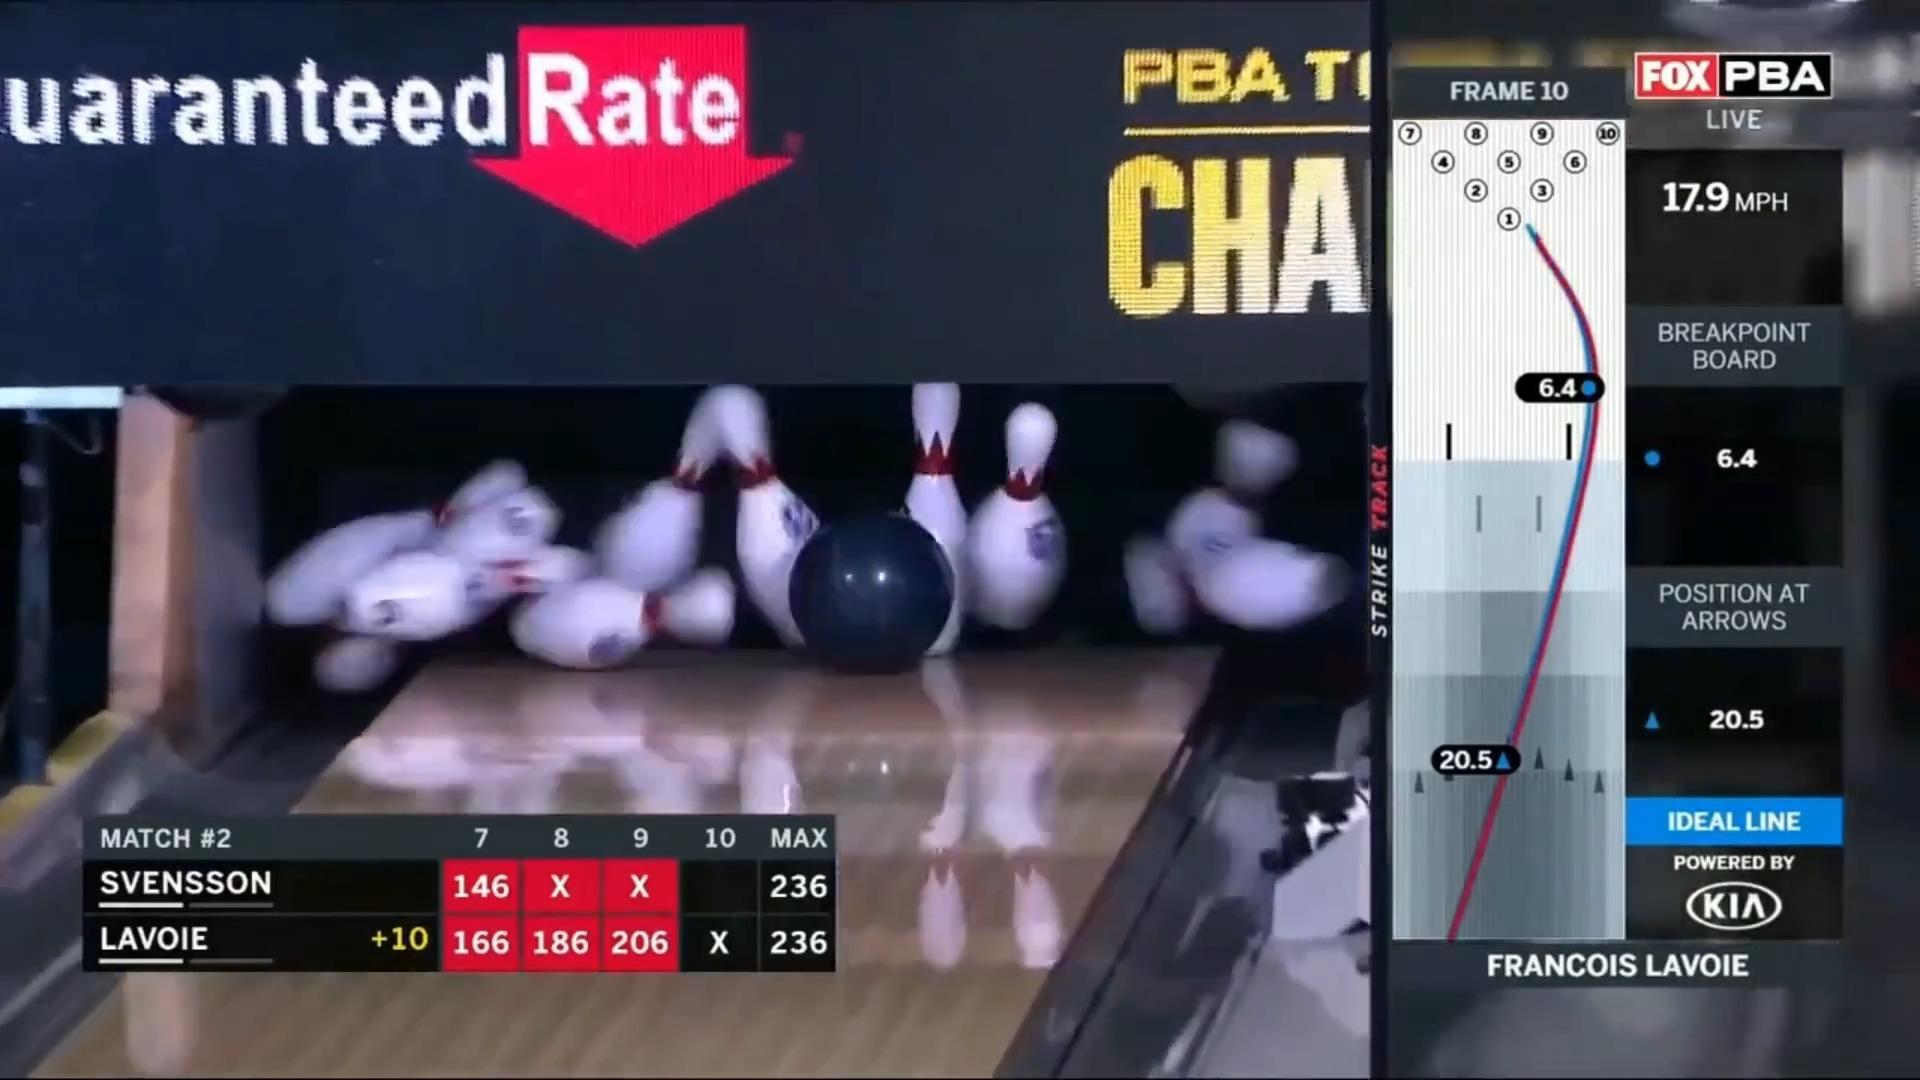 uaranteed Rate
PBA TO
CHA
FRAME 10
7 8 9 10
4 5 6
2 3
1
6.4
20.5
STRIKE TRACK
FOX PBA
LIVE
17.9 MPH
BREAKPOINT
BOARD
6.4
POSITION AT
ARROWS
20.5
IDEAL LINE
POWERED BY
KIA
FRANCOIS LAVOIE
MATCH #2 7 8 9 10 MAX
SVENSSON 146 X X 236
LAVOIE +10 166 186 206 X 236